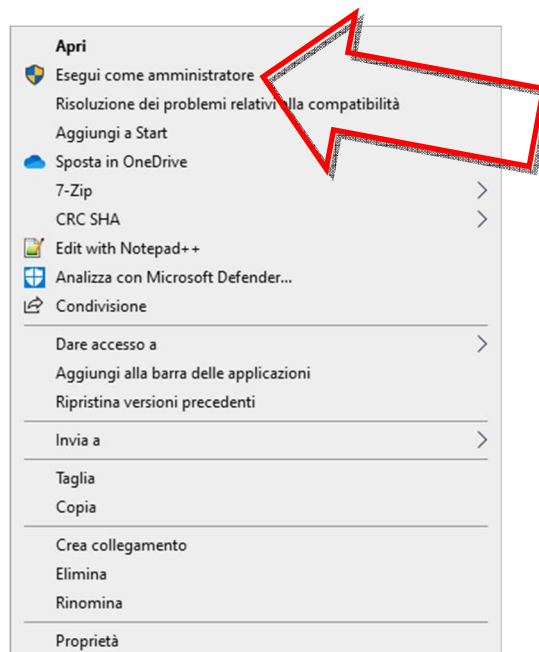 Apri
Esegui come amministratore
Risoluzione dei problemi relativi alla compatibilità
Aggiungi a Start
Sposta in OneDrive
7-Zip
CRC SHA
Edit with Notepad++
Analizza con Microsoft Defender...
Condivisione
Dare accesso a
Aggiungi alla barra delle applicazioni
Ripristina versioni precedenti
Invia a
Taglia
Copia
Crea collegamento
Elimina
Rinomina
Proprietà